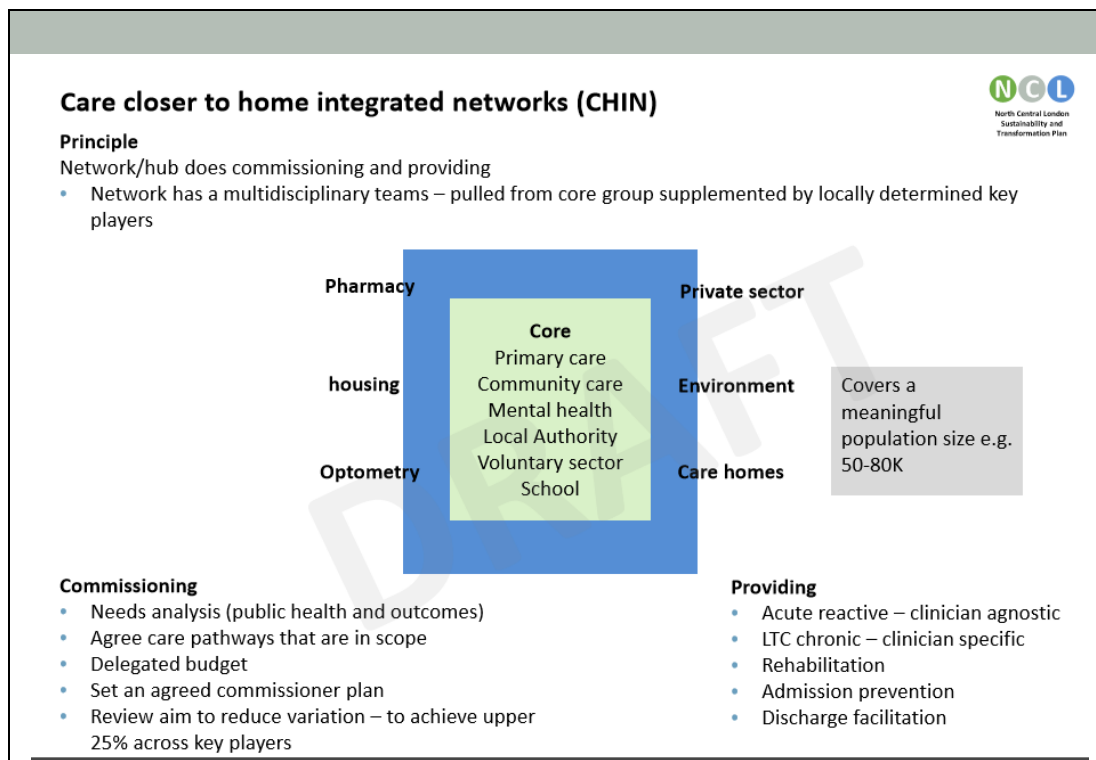 Care closer to home integrated networks (CHIN)
NCL
North Central London
Sustainability and
Transformation Plan
Principle
Network/hub does commissioning and providing
• Network has a multidisciplinary teams – pulled from core group supplemented by locally determined key
players
Pharmacy
Private sector
Core
Primary care
Community care
Mental health
Local Authority
Voluntary sector
School
housing
Environment
Optometry
Care homes
Covers a
meaningful
population size e.g.
50-80K
DRAFT
Commissioning
• Needs analysis (public health and outcomes)
• Agree care pathways that are in scope
• Delegated budget
• Set an agreed commissioner plan
• Review aim to reduce variation – to achieve upper
25% across key players
Providing
• Acute reactive – clinician agnostic
• LTC chronic – clinician specific
• Rehabilitation
• Admission prevention
• Discharge facilitation